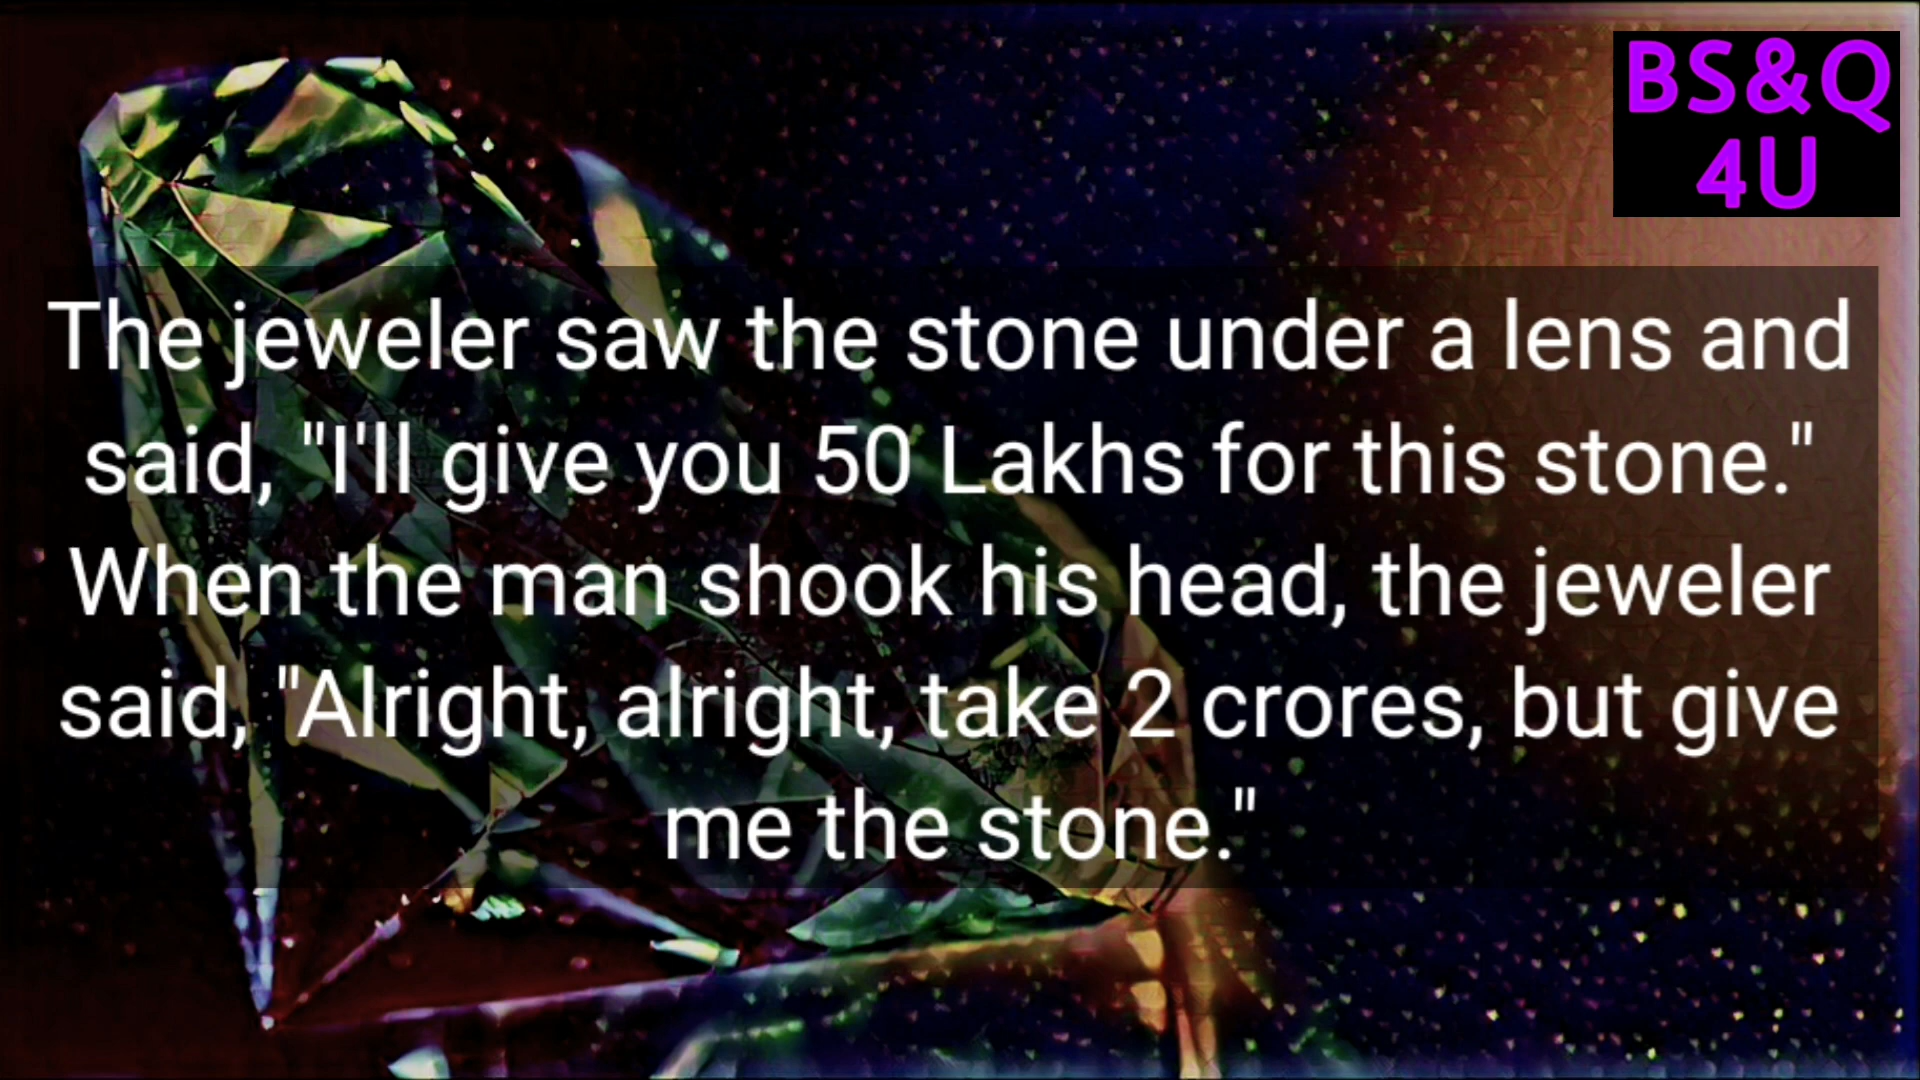 BS&Q
4U
The jeweler saw the stone under a lens and
said, "I'll give you 50 Lakhs for this stone."
When the man shook his head, the jeweler
said, "Alright, alright, take 2 crores, but give
me the stone."